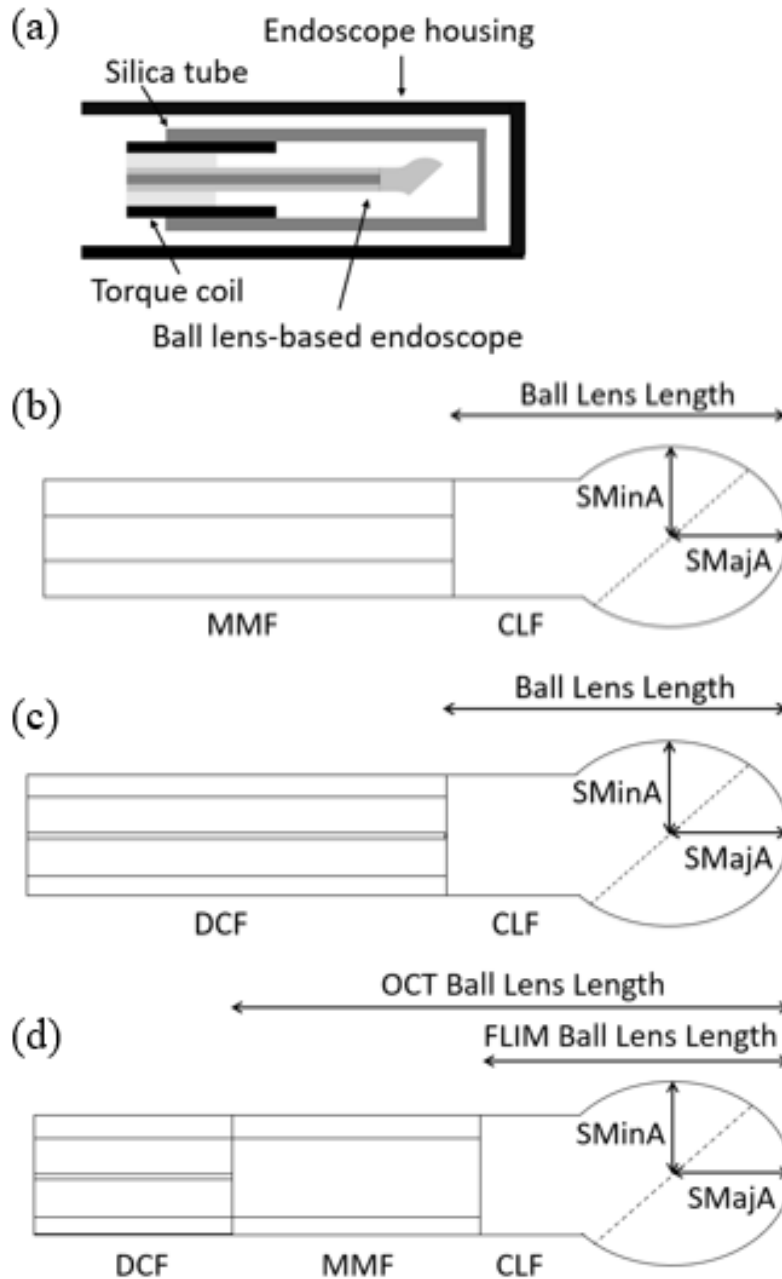 (a)
Endoscope housing
Silica tube
Torque coil
Ball lens-based endoscope
(b)
Ball Lens Length
SMinA
SMajA
MMF
CLF
(c)
Ball Lens Length
SMinA
SMajA
DCF
CLF
(d)
OCT Ball Lens Length
FLIM Ball Lens Length
SMinA
SMajA
DCF
MMF
CLF